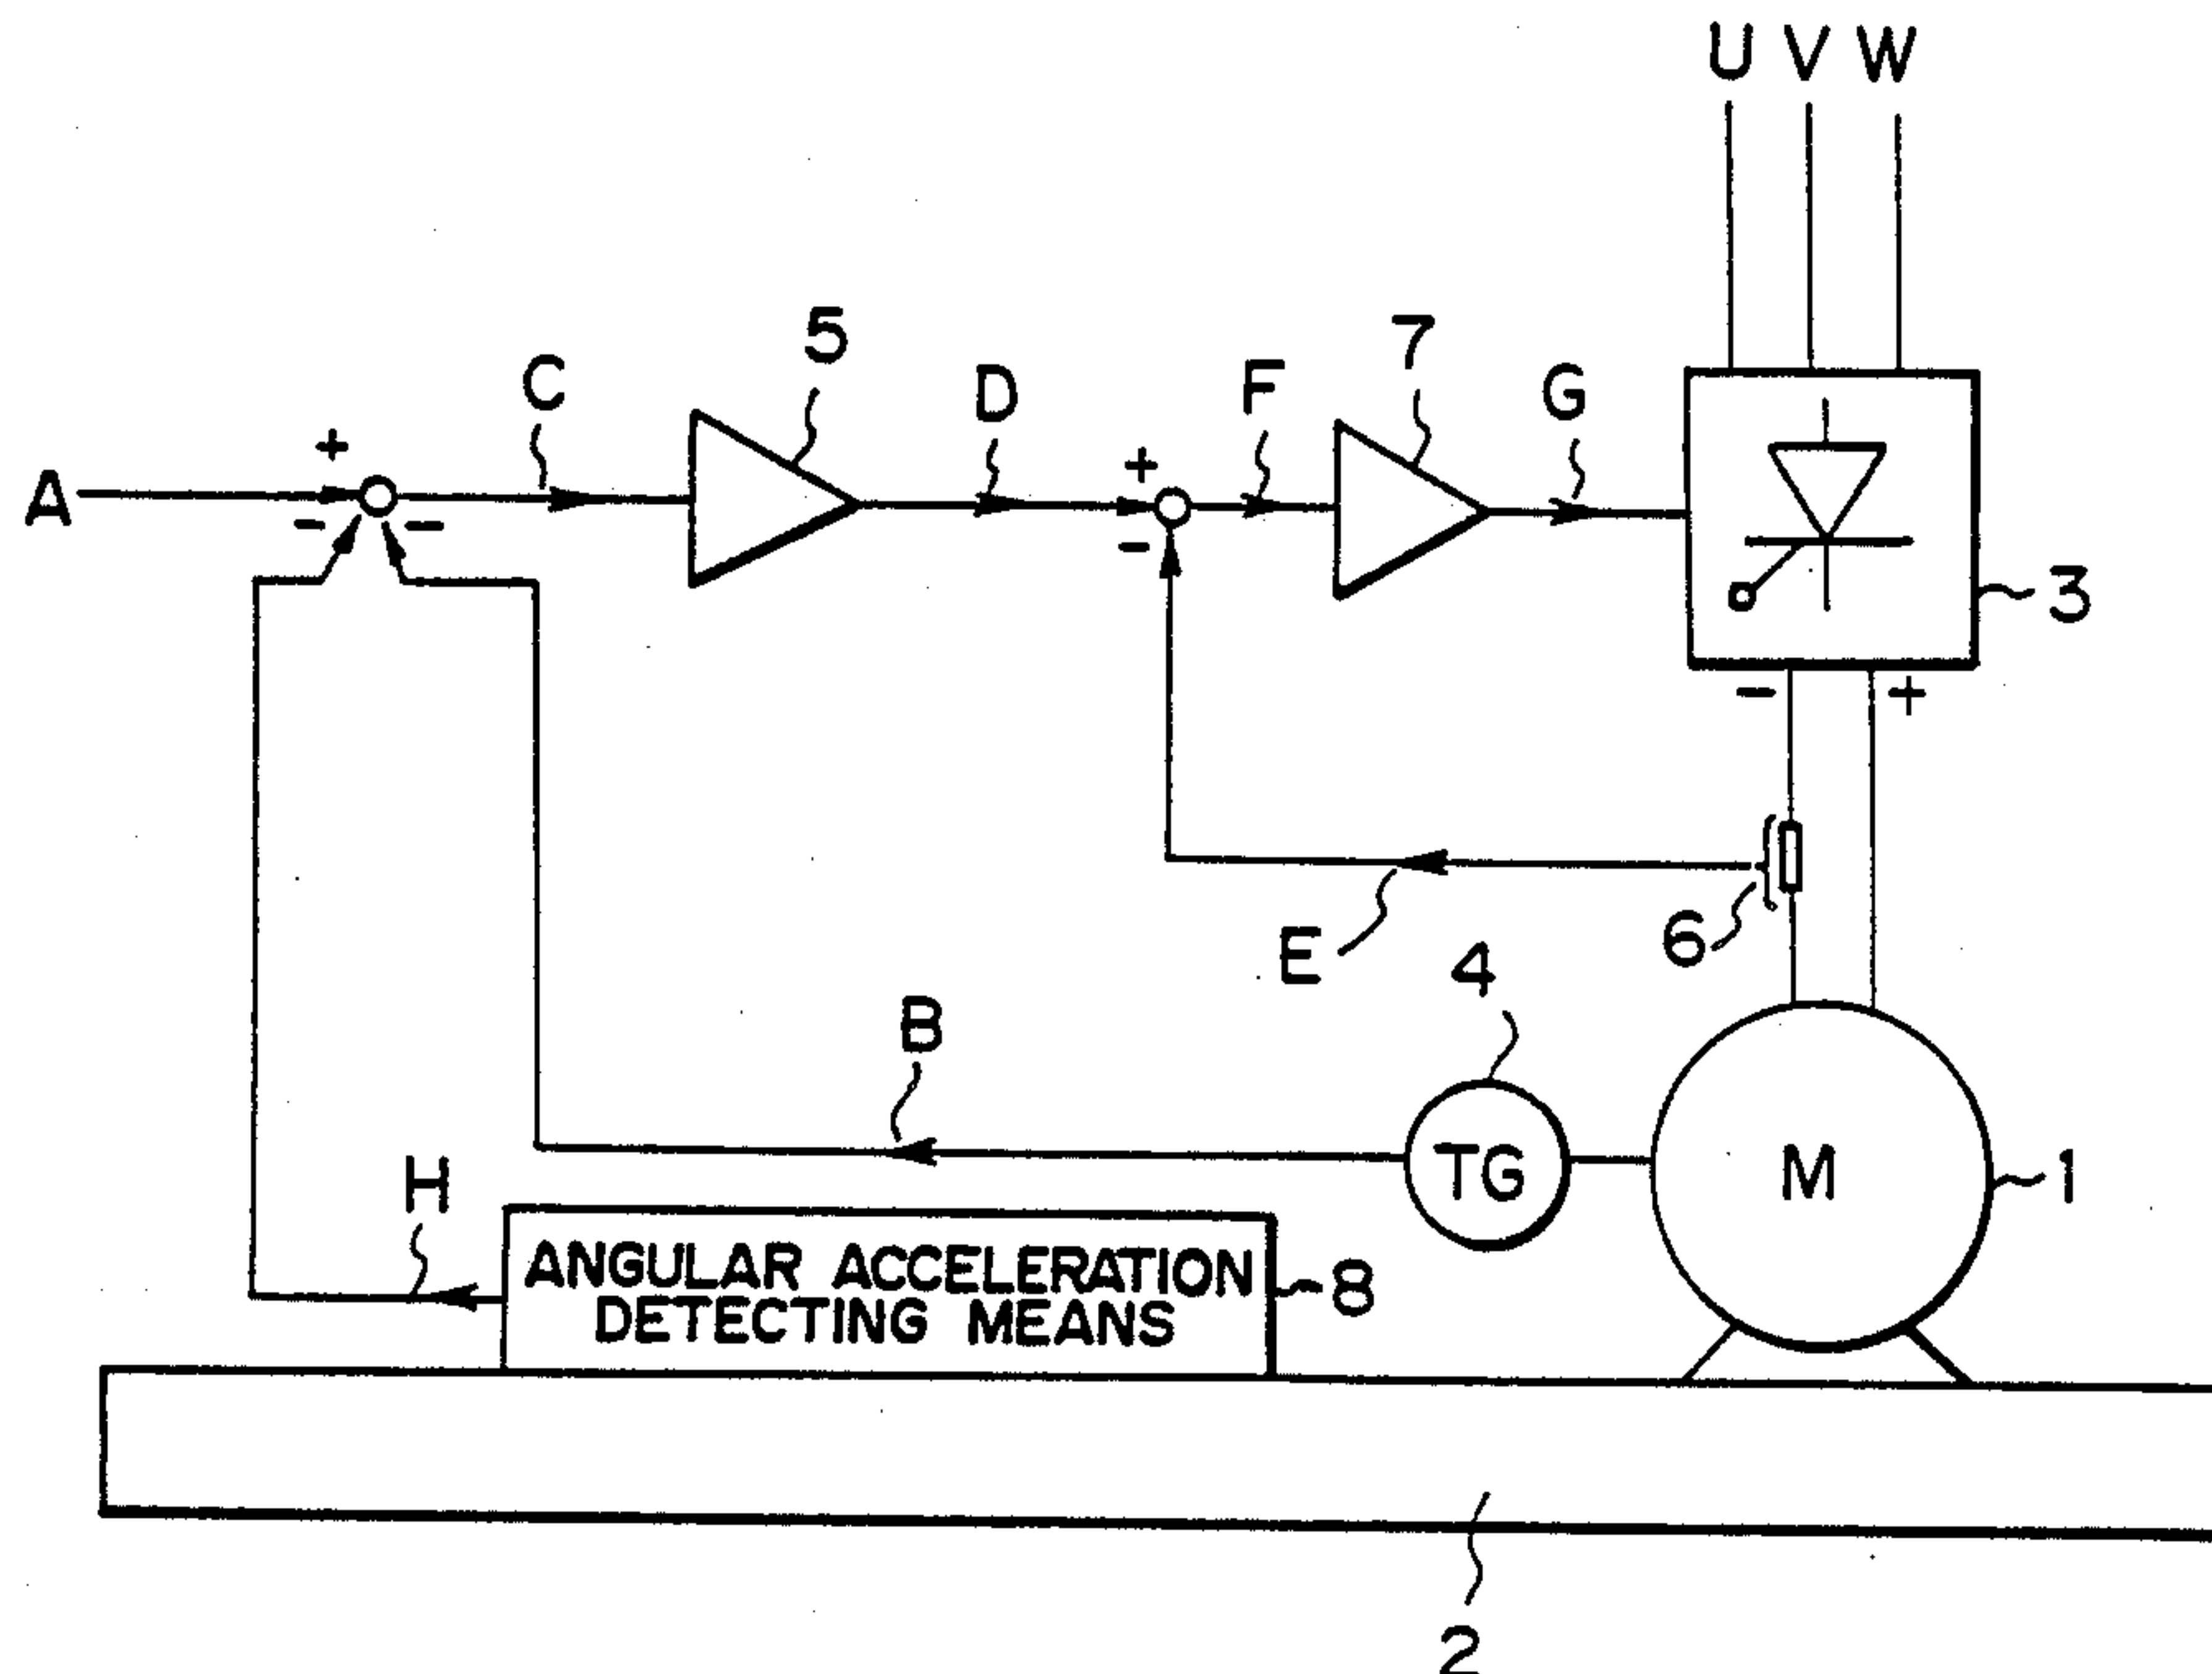 U V W
5
7
C
D
F
G
+
+
A
-
-
-
3
-
+
6
E
4
B
TG
M
1
H
ANGULAR ACCELERATION
DETECTING MEANS
8
2